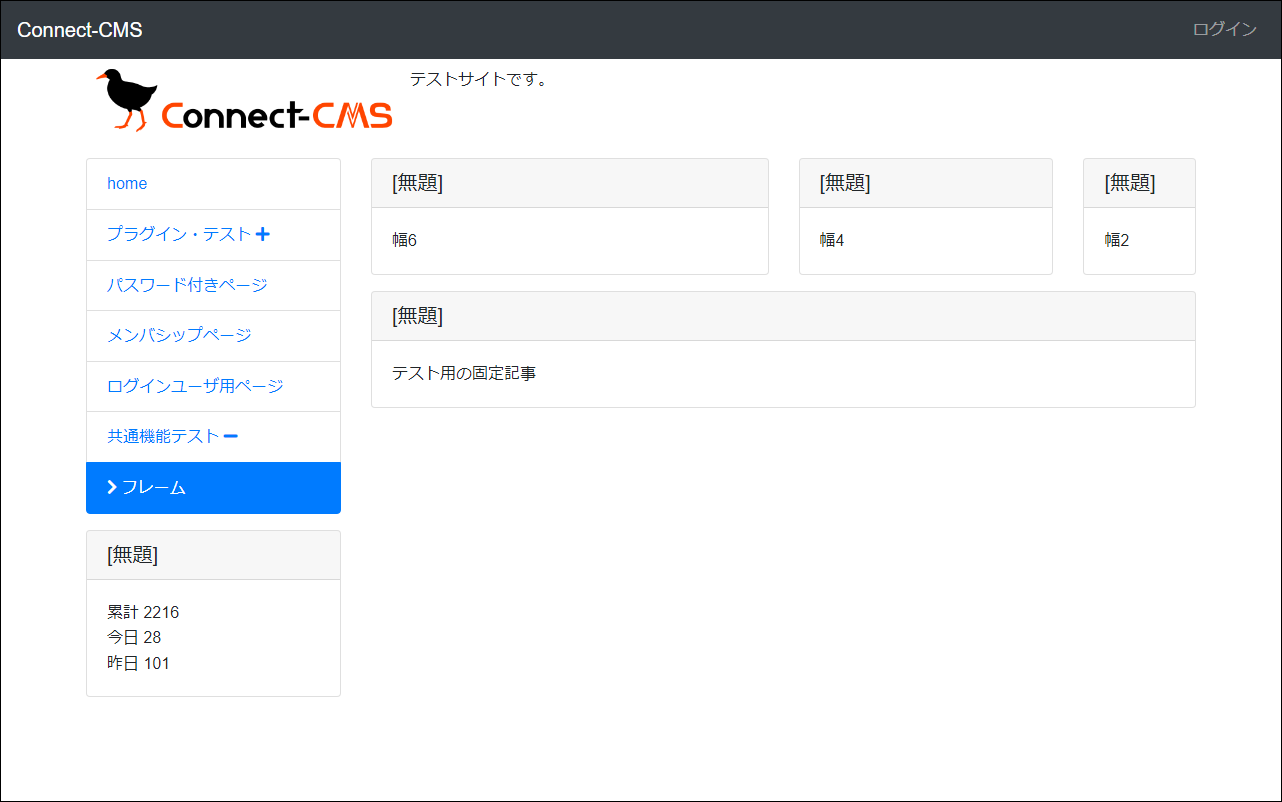 Connect-CMS
ログイン
Connect-CMS
テストサイトです。
home
プラグイン・テスト
パスワード付きページ
メンバシップページ
ログインユーザ用ページ
共通機能テスト
フレーム
[無題]
累計 2216
今日 28
昨日 101
[無題]
幅6
[無題]
幅4
[無題]
幅2
[無題]
テスト用の固定記事